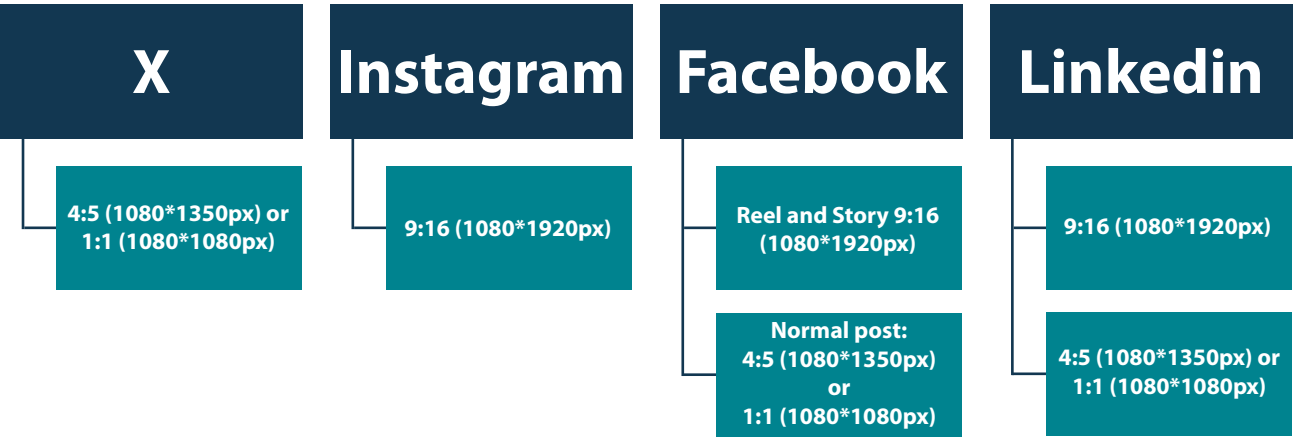 X
4:5 (1080*1350px) or
1:1 (1080*1080px)
Instagram
9:16 (1080*1920px)
Facebook
Reel and Story 9:16
(1080*1920px)
Normal post:
4:5 (1080*1350px)
or
1:1 (1080*1080px)
Linkedin
9:16 (1080*1920px)
4:5 (1080*1350px) or
1:1 (1080*1080px)